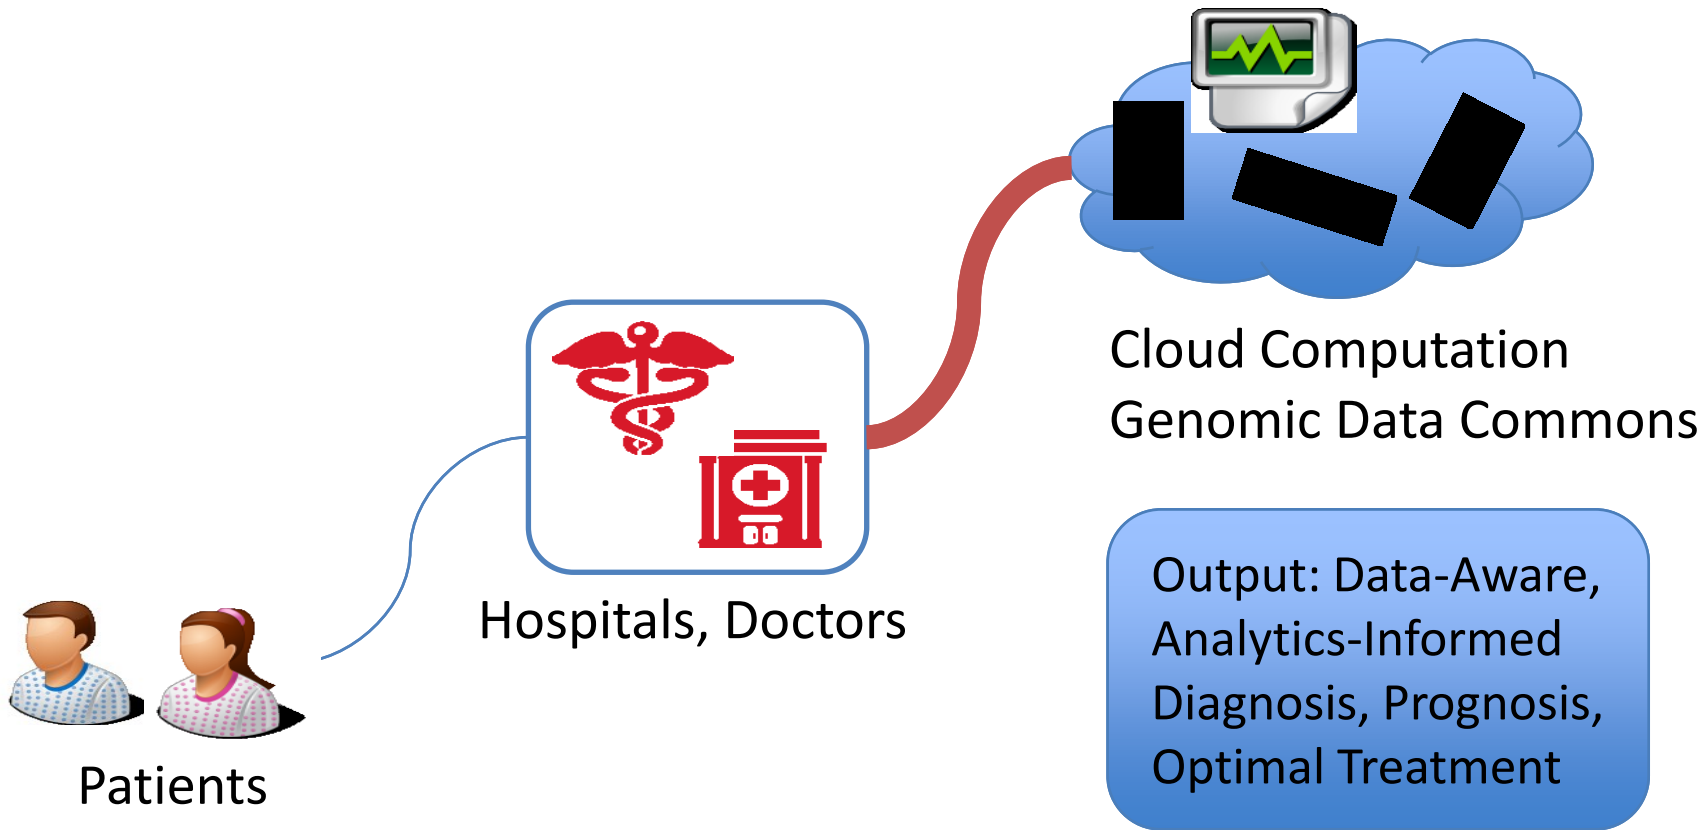 Cloud Computation
Genomic Data Commons
Hospitals, Doctors
Output: Data-Aware,
Analytics-Informed
Diagnosis, Prognosis,
Optimal Treatment
Patients